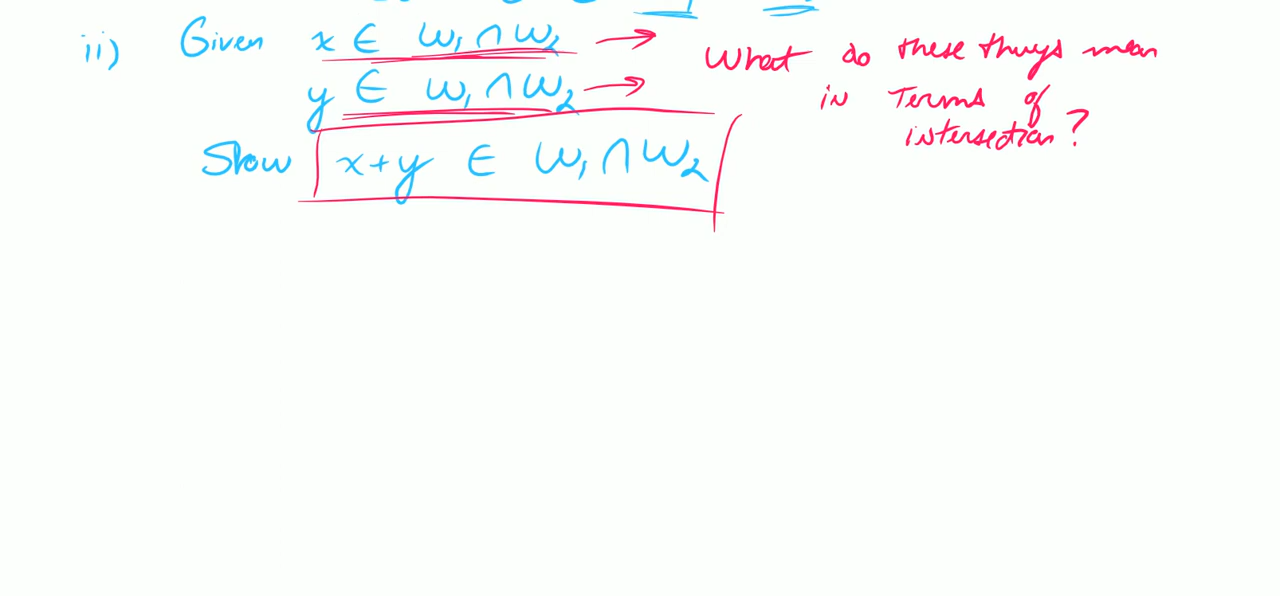 ii) Given x ∈ W₁ ∩ W₂ → What do these things mean
y ∈ W₁ ∩ W₂ → in Terms of
intersection?
Show x+y ∈ W₁ ∩ W₂